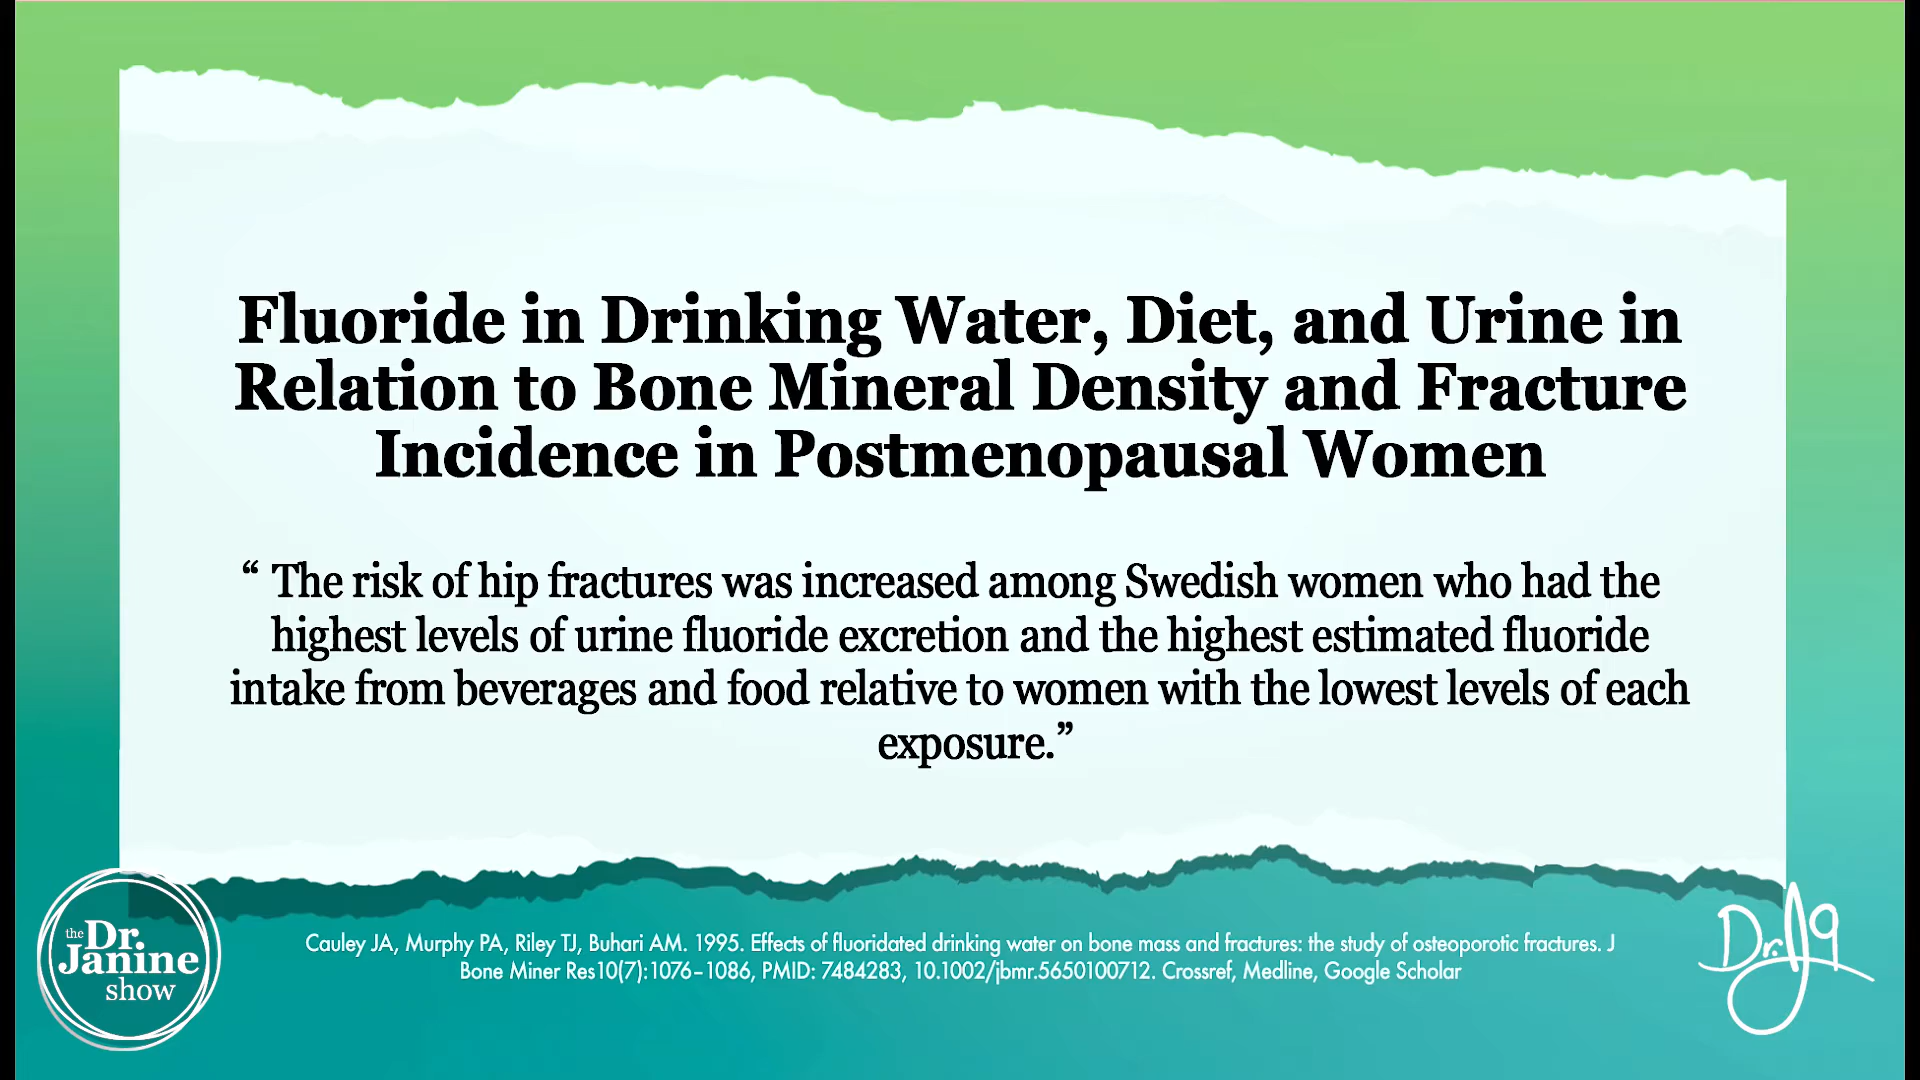 Fluoride in Drinking Water, Diet, and Urine in
Relation to Bone Mineral Density and Fracture
Incidence in Postmenopausal Women
“ The risk of hip fractures was increased among Swedish women who had the
highest levels of urine fluoride excretion and the highest estimated fluoride
intake from beverages and food relative to women with the lowest levels of each
exposure.”
the Dr.
Janine
show
Cauley JA, Murphy PA, Riley TJ, Buhari AM. 1995. Effects of fluoridated drinking water on bone mass and fractures: the study of osteoporotic fractures. J
Bone Miner Res10(7):1076–1086, PMID: 7484283, 10.1002/jbmr.5650100712. Crossref, Medline, Google Scholar
Dr. J9